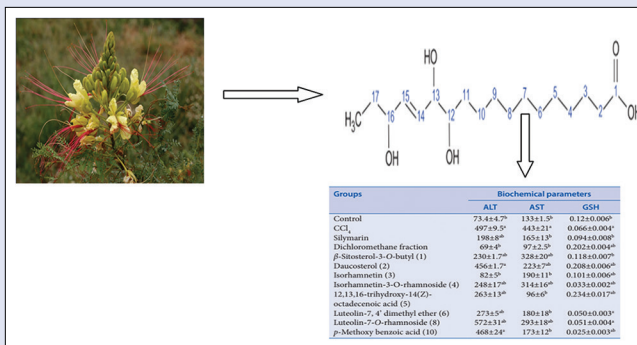 HO
O
17
15
13
11
9
7
5
3
1
H₃C
16
14
12
10
8
6
4
2
OH
OH
OH
Groups Biochemical parameters
ALT AST GSH
Control 73.4±4.7ᵇ 133±1.5ᵇ 0.12±0.006ᵇ
CCl₄ 497±9.5ᵃ 443±21ᵃ 0.066±0.004ᵃ
Silymarin 198±8ᵃᵇ 165±13ᵇ 0.094±0.008ᵇ
Dichloromethane fraction 69±4ᵇ 97±2.5ᵇ 0.202±0.004ᵃᵇ
β-Sitosterol-3-O-butyl (1) 230±1.7ᵃᵇ 328±20ᵃᵇ 0.118±0.007ᵇ
Daucosterol (2) 456±1.7ᵃ 223±7ᵃᵇ 0.208±0.006ᵃᵇ
Isorhamnetin (3) 82±5ᵇ 190±11ᵇ 0.101±0.006ᵃᵇ
Isorhamnetin-3-O-rhamnoside (4) 248±17ᵃᵇ 314±16ᵃᵇ 0.033±0.002ᵃᵇ
12,13,16-trihydroxy-14(Z)- 263±13ᵃᵇ 96±6ᵇ 0.234±0.017ᵃᵇ
octadecenoic acid (5)
Luteolin-7, 4' dimethyl ether (6) 273±5ᵃᵇ 180±18ᵇ 0.050±0.003ᵃ
Luteolin-7-O-rhamnoside (8) 572±31ᵃᵇ 293±18ᵃᵇ 0.051±0.004ᵃ
p-Methoxy benzoic acid (10) 468±24ᵃ 173±12ᵇ 0.025±0.003ᵃᵇ